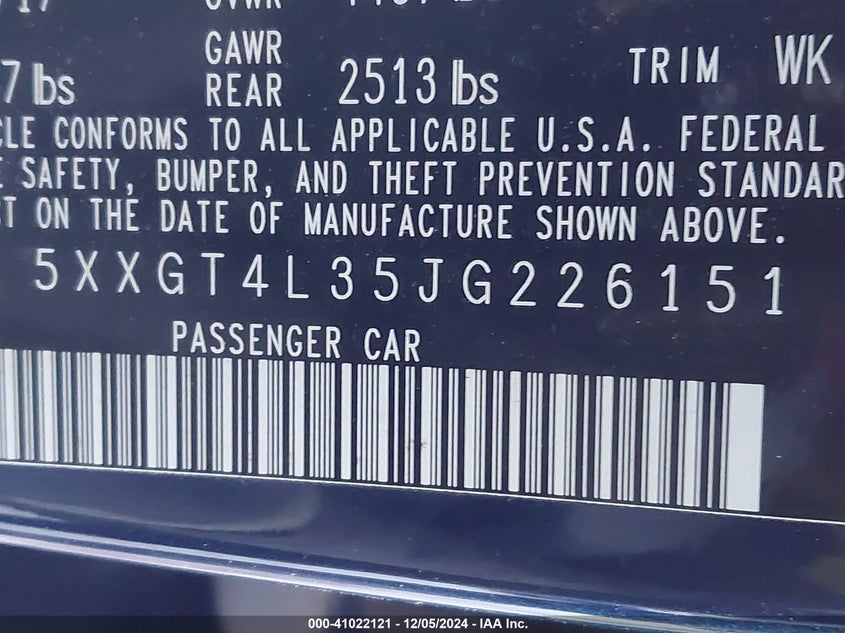 GAWR
REAR 2513 lbs TRIM WK
7 lbs
CONFORMS TO ALL APPLICABLE U.S.A. FEDERAL
SAFETY, BUMPER, AND THEFT PREVENTION STANDAR
T ON THE DATE OF MANUFACTURE SHOWN ABOVE.
5XXGT4L35JG226151
PASSENGER CAR
000-41022121 - 12/05/2024 - IAA Inc.